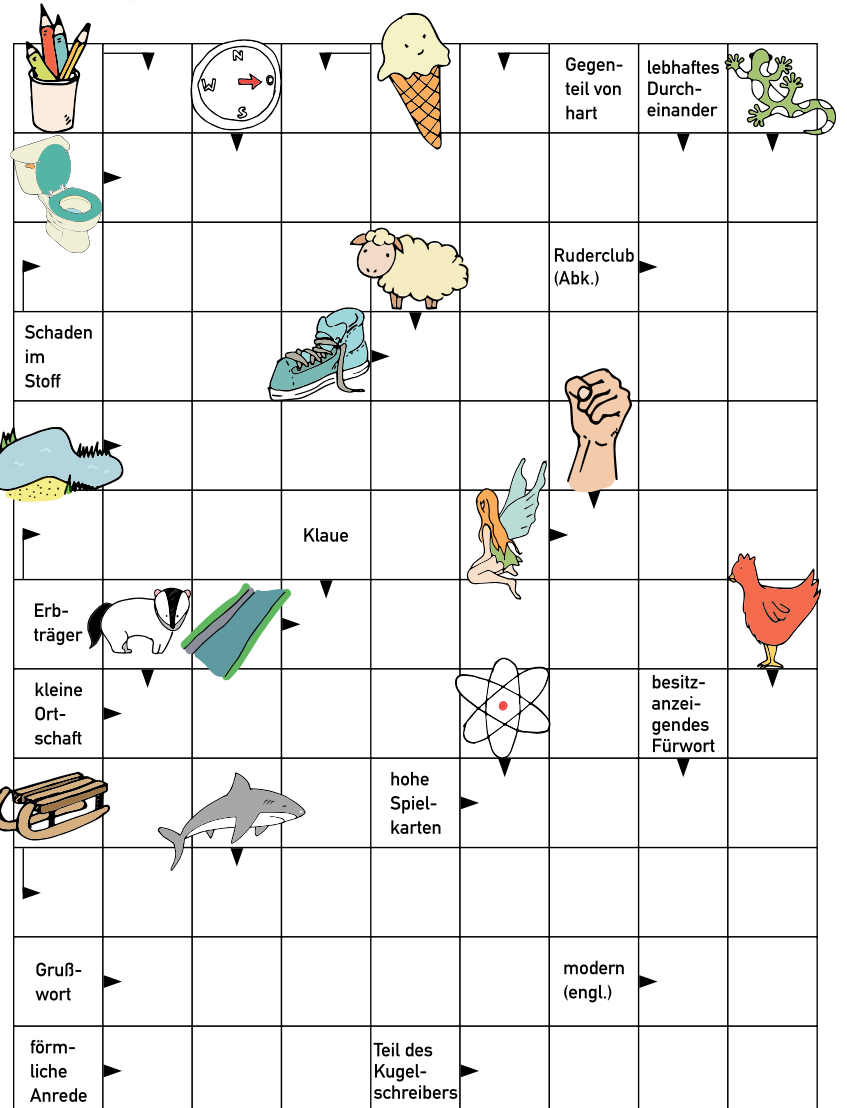 Gegen-
teil von
hart
lebhaftes
Durch-
einander
N
W
O
S
Ruderclub
(Abk.)
Schaden
im
Stoff
Klaue
Erb-
träger
kleine
Ort-
schaft
besitz-
anzei-
gendes
Fürwort
hohe
Spiel-
karten
Gruß-
wort
modern
(engl.)
förm-
liche
Anrede
Teil des
Kugel-
schreibers